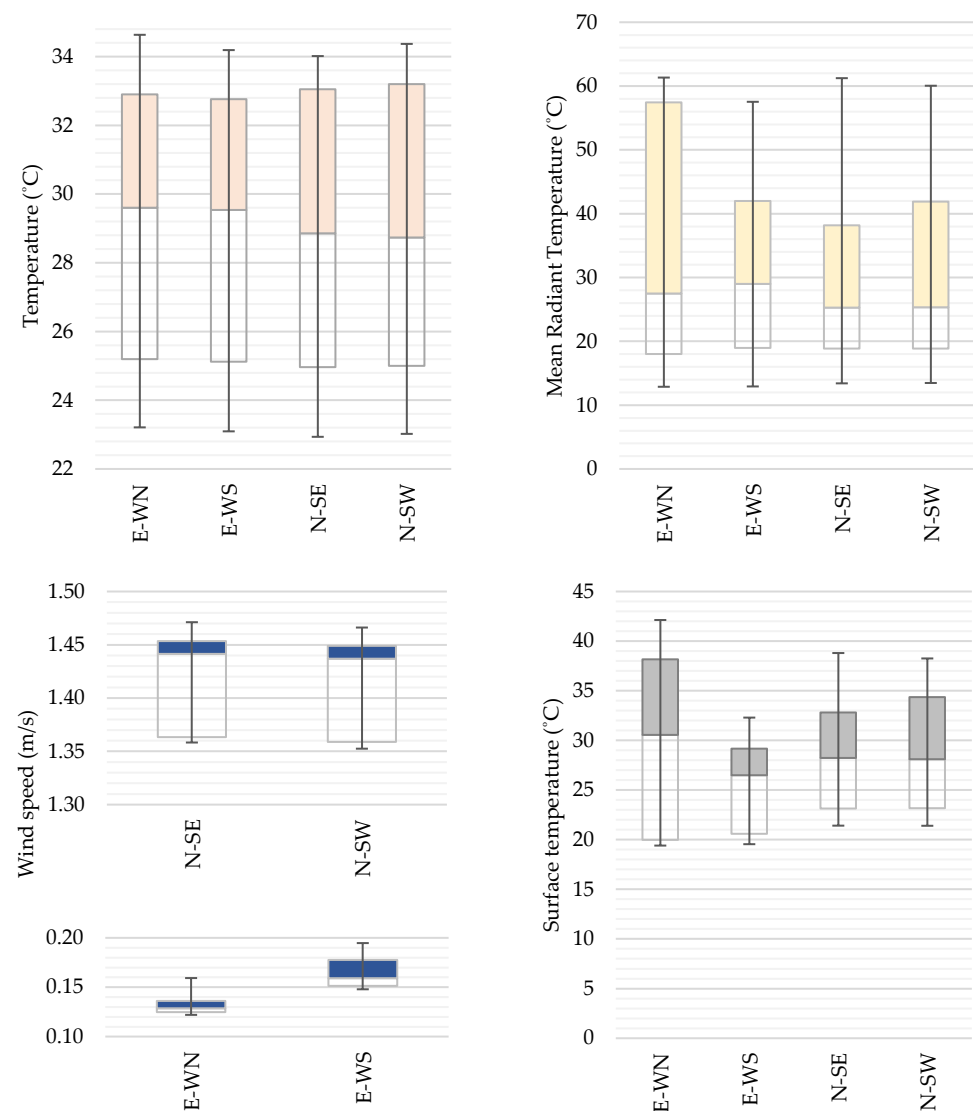 Temperature (°C)
34
32
30
28
26
24
22
E-WN
E-WS
N-SE
N-SW
Mean Radiant Temperature (°C)
70
60
50
40
30
20
10
0
E-WN
E-WS
N-SE
N-SW
Wind speed (m/s)
1.50
1.45
1.40
1.35
1.30
N-SE
N-SW
0.20
0.15
0.10
E-WN
E-WS
Surface temperature (°C)
45
40
35
30
25
20
15
10
5
0
E-WN
E-WS
N-SE
N-SW